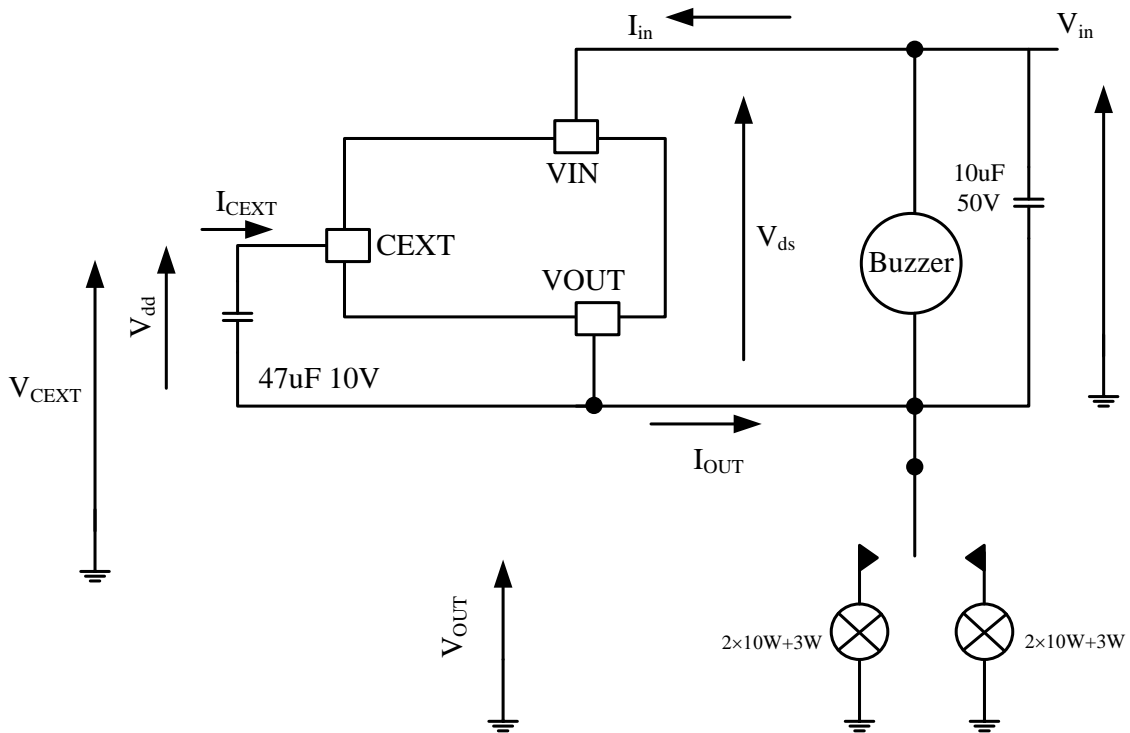 I_in
V_in
VIN
10uF
50V
I_CEXT
CEXT
V_ds
Buzzer
VOUT
V_dd
V_CEXT
47uF 10V
I_OUT
V_OUT
2×10W+3W
2×10W+3W